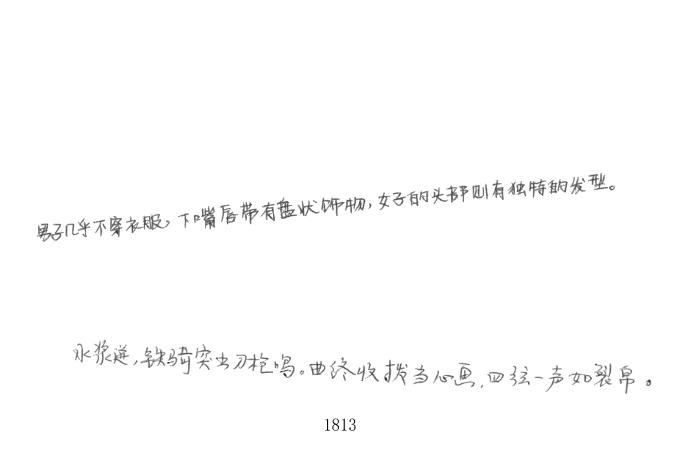 男子几乎不穿衣服，下嘴唇带有盘状饰物，女子的头部则有独特的发型。
水浆迸，铁骑突出刀枪鸣。曲终收拨当心画，四弦一声如裂帛。
1813